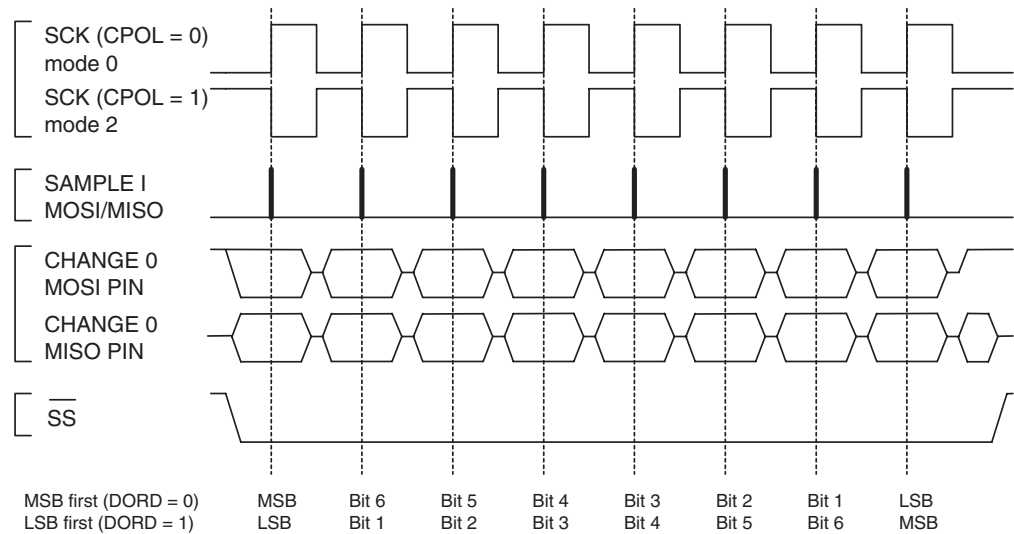 SCK (CPOL = 0)
mode 0
SCK (CPOL = 1)
mode 2
SAMPLE I
MOSI/MISO
CHANGE 0
MOSI PIN
CHANGE 0
MISO PIN
SS
MSB first (DORD = 0) MSB Bit 6 Bit 5 Bit 4 Bit 3 Bit 2 Bit 1 LSB
LSB first (DORD = 1) LSB Bit 1 Bit 2 Bit 3 Bit 4 Bit 5 Bit 6 MSB